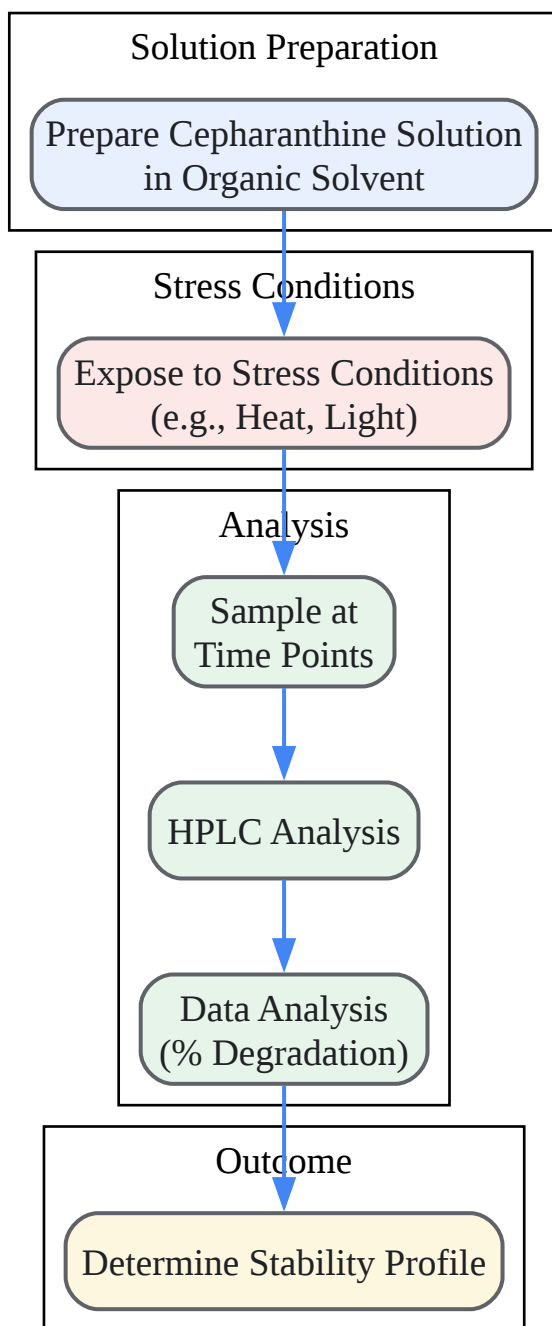 Solution Preparation
Prepare Cepharanthine Solution
in Organic Solvent
Stress Conditions
Expose to Stress Conditions
(e.g., Heat, Light)
Analysis
Sample at
Time Points
HPLC Analysis
Data Analysis
(% Degradation)
Outcome
Determine Stability Profile